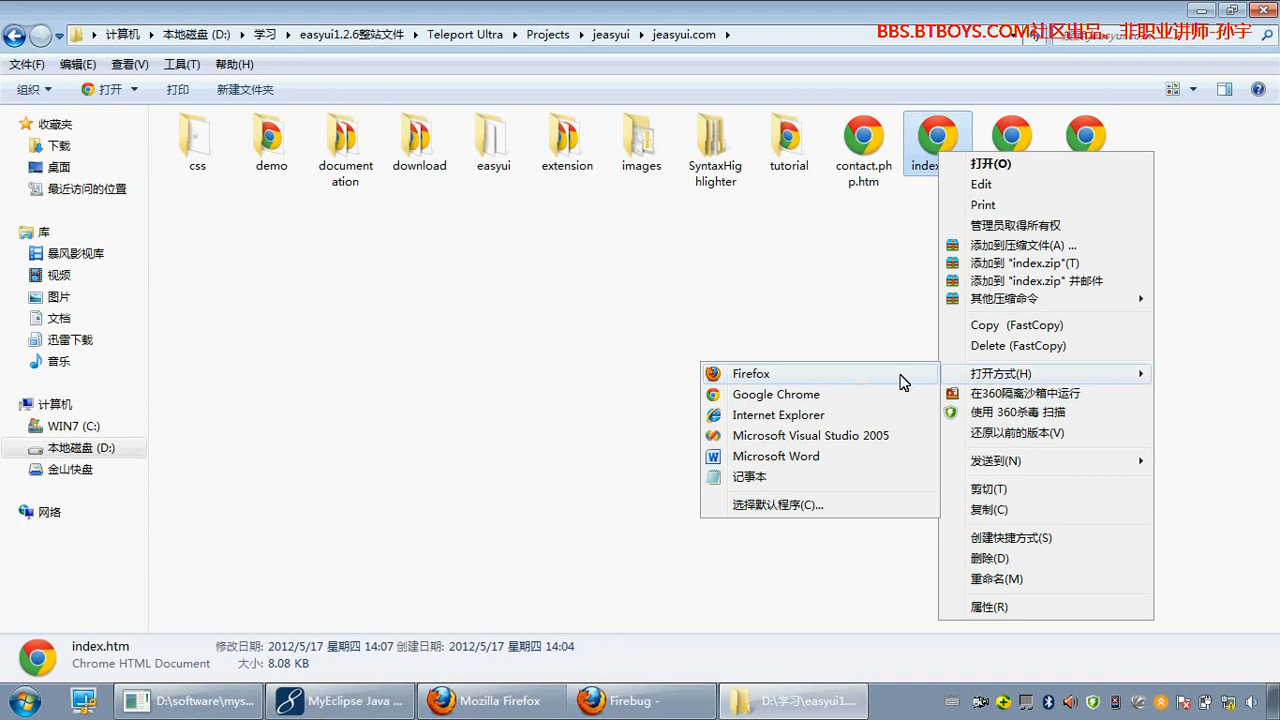 BBS.BTBOYS.COM社区出品，非职业讲师-孙宇
计算机 本地磁盘 (D:) 学习 easyui1.2.6整站文件 Teleport Ultra Projects jeasyui jeasyui.com
文件(F) 编辑(E) 查看(V) 工具(T) 帮助(H)
组织 打开 打印 新建文件夹
收藏夹
下载
桌面
最近访问的位置
库
暴风影视库
视频
图片
文档
迅雷下载
音乐
计算机
WIN7 (C:)
本地磁盘 (D:)
金山快盘
网络
css
demo
document
ation
download
easyui
extension
images
SyntaxHig
hlighter
tutorial
contact.ph
p.htm
index
打开(O)
Edit
Print
管理员取得所有权
添加到压缩文件(A) ...
添加到 "index.zip"(T)
添加到 "index.zip" 并邮件
其他压缩命令
Copy (FastCopy)
Delete (FastCopy)
打开方式(H)
在360隔离沙箱中运行
使用 360杀毒 扫描
还原以前的版本(V)
发送到(N)
剪切(T)
复制(C)
创建快捷方式(S)
删除(D)
重命名(M)
属性(R)
Firefox
Google Chrome
Internet Explorer
Microsoft Visual Studio 2005
Microsoft Word
记事本
选择默认程序(C)...
index.htm 修改日期: 2012/5/17 星期四 14:07 创建日期: 2012/5/17 星期四 14:04
Chrome HTML Document 大小: 8.08 KB
D:\software\mys... MyEclipse Java ... Mozilla Firefox Firebug - D:\学习\easyui1....